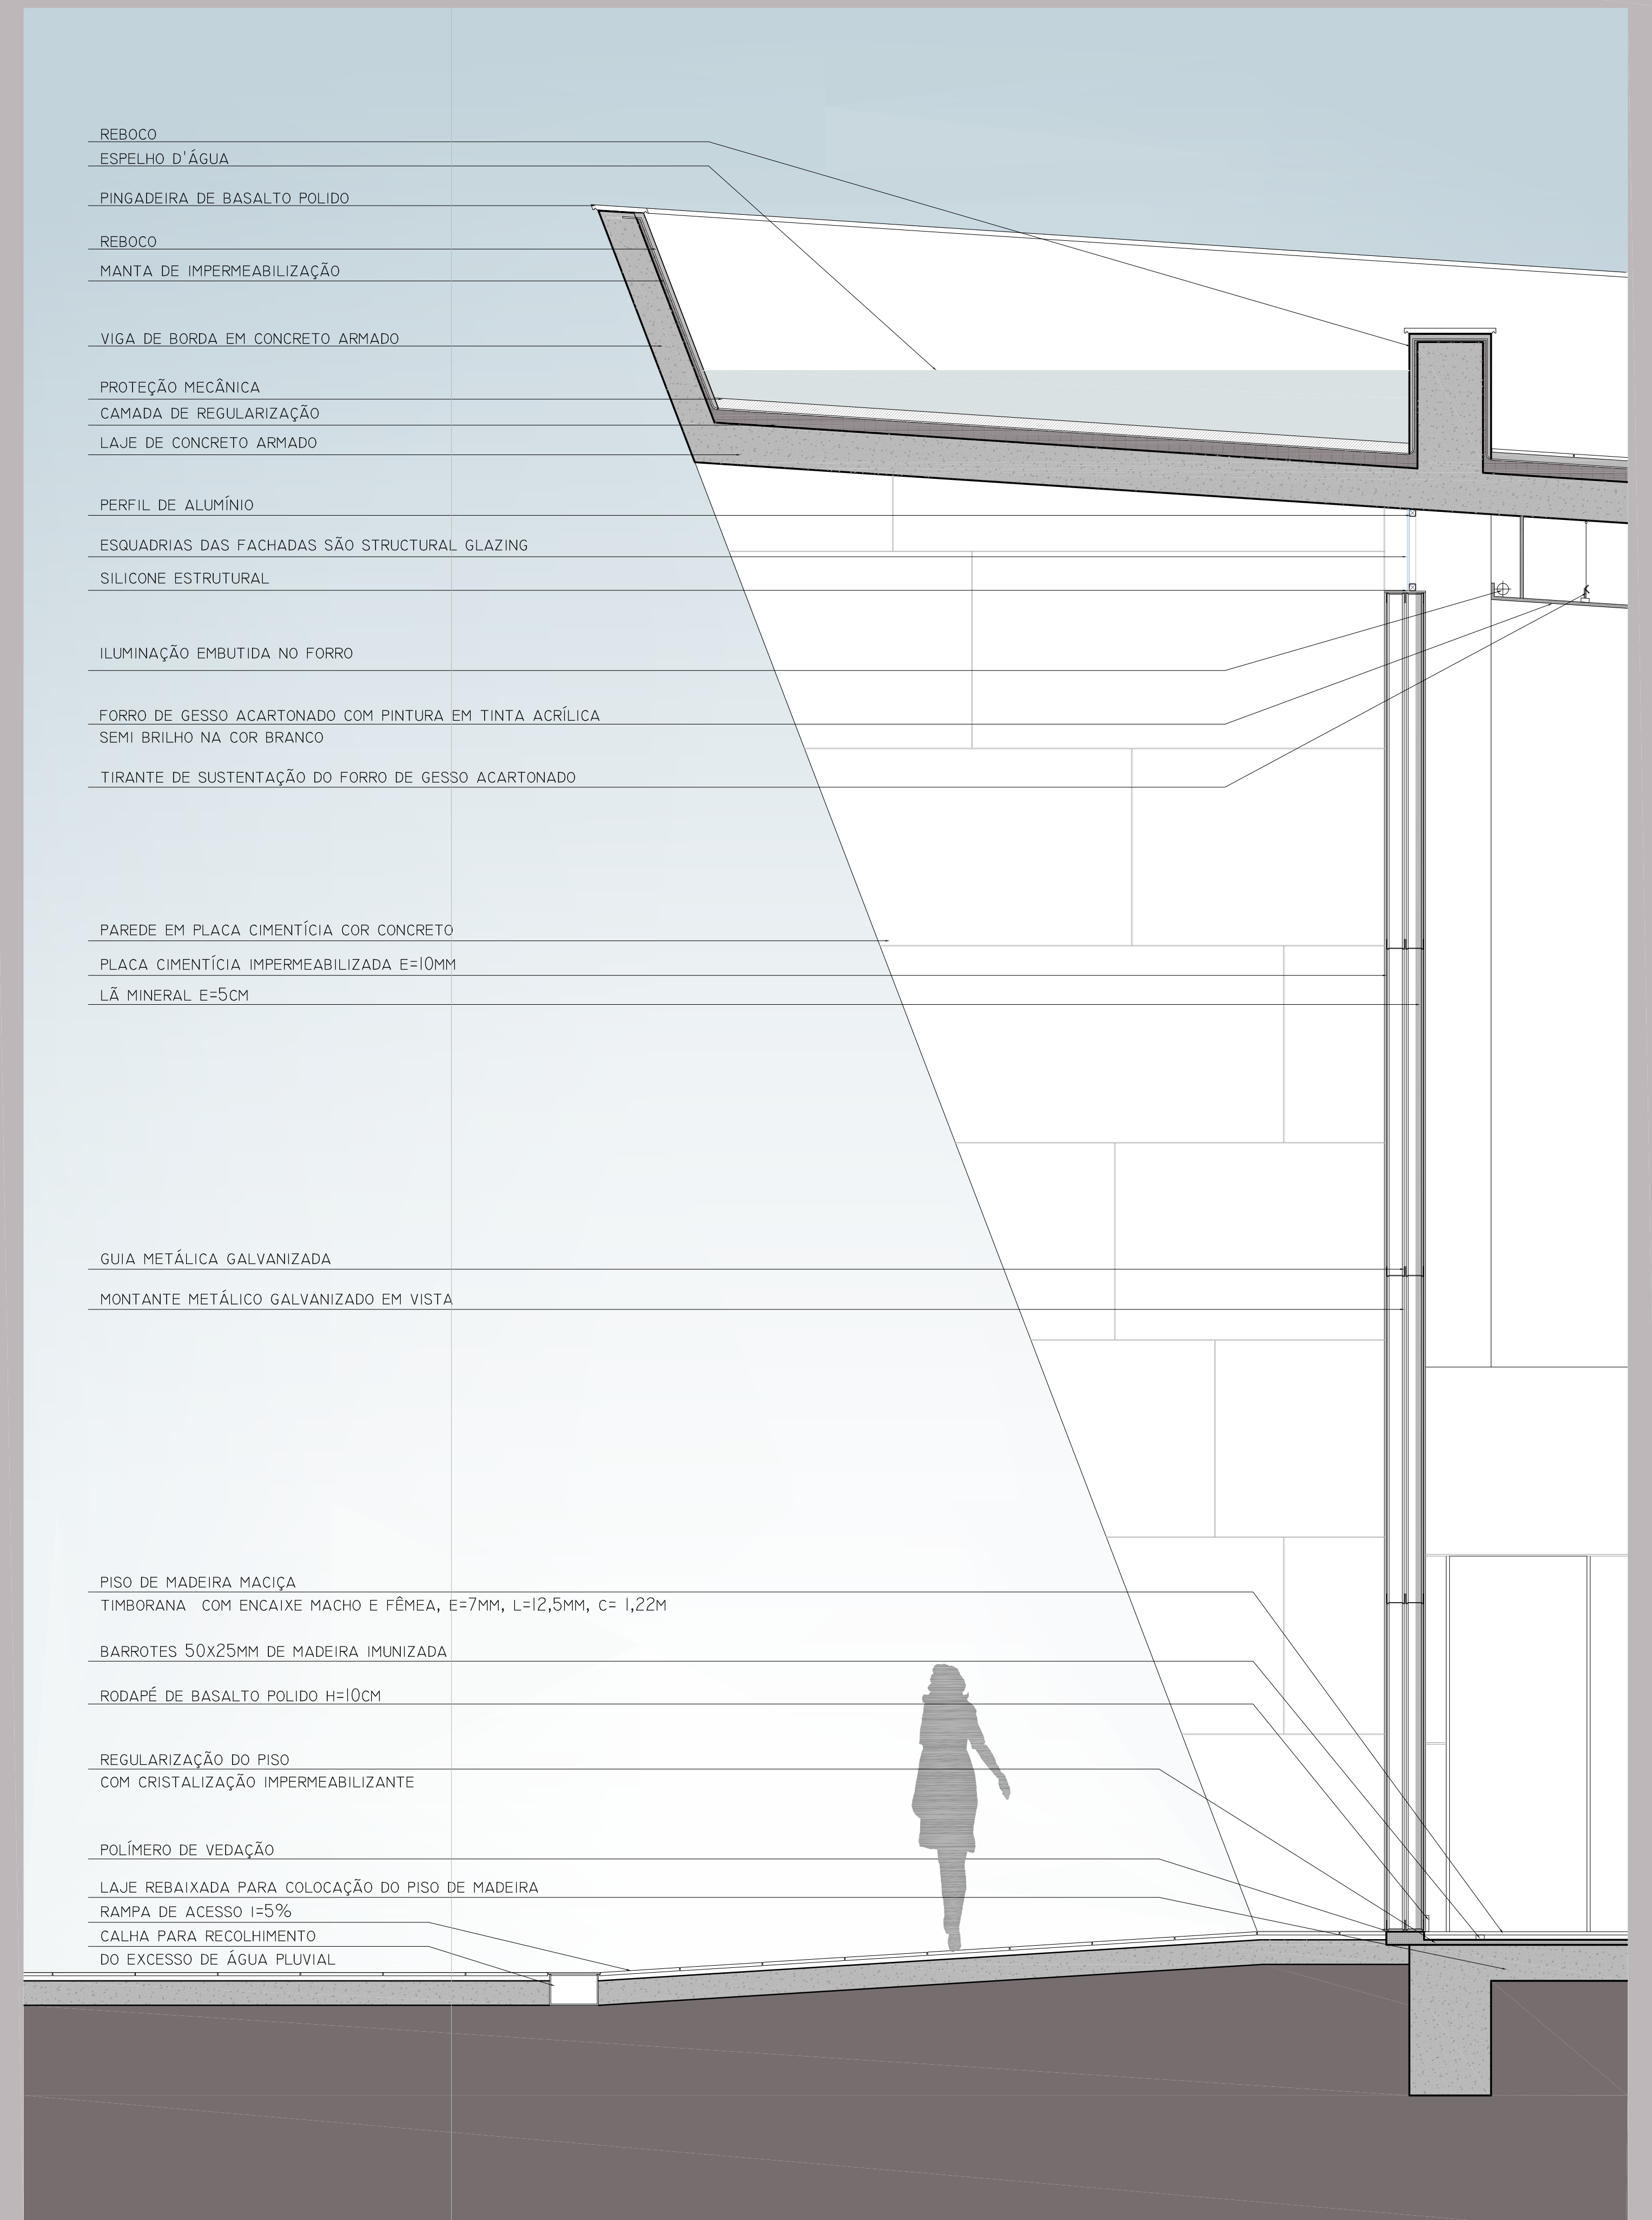 REBOCO
ESPELHO D'ÁGUA
PINGADEIRA DE BASALTO POLIDO
REBOCO
MANTA DE IMPERMEABILIZAÇÃO
VIGA DE BORDA EM CONCRETO ARMADO
PROTEÇÃO MECÂNICA
CAMADA DE REGULARIZAÇÃO
LAJE DE CONCRETO ARMADO
PERFIL DE ALUMÍNIO
ESQUADRIAS DAS FACHADAS SÃO STRUCTURAL GLAZING
SILICONE ESTRUTURAL
ILUMINAÇÃO EMBUTIDA NO FORRO
FORRO DE GESSO ACARTONADO COM PINTURA EM TINTA ACRÍLICA
SEMI BRILHO NA COR BRANCO
TIRANTE DE SUSTENTAÇÃO DO FORRO DE GESSO ACARTONADO
PAREDE EM PLACA CIMENTÍCIA COR CONCRETO
PLACA CIMENTÍCIA IMPERMEABILIZADA E=10MM
LÃ MINERAL E=5CM
GUIA METÁLICA GALVANIZADA
MONTANTE METÁLICO GALVANIZADO EM VISTA
PISO DE MADEIRA MACIÇA
TIMBORANA COM ENCAIXE MACHO E FÊMEA, E=7MM, L=12,5MM, C= 1,22M
BARROTES 50X25MM DE MADEIRA IMUNIZADA
RODAPÉ DE BASALTO POLIDO H=10CM
REGULARIZAÇÃO DO PISO
COM CRISTALIZAÇÃO IMPERMEABILIZANTE
POLÍMERO DE VEDAÇÃO
LAJE REBAIXADA PARA COLOCAÇÃO DO PISO DE MADEIRA
RAMPA DE ACESSO I=5%
CALHA PARA RECOLHIMENTO
DO EXCESSO DE ÁGUA PLUVIAL